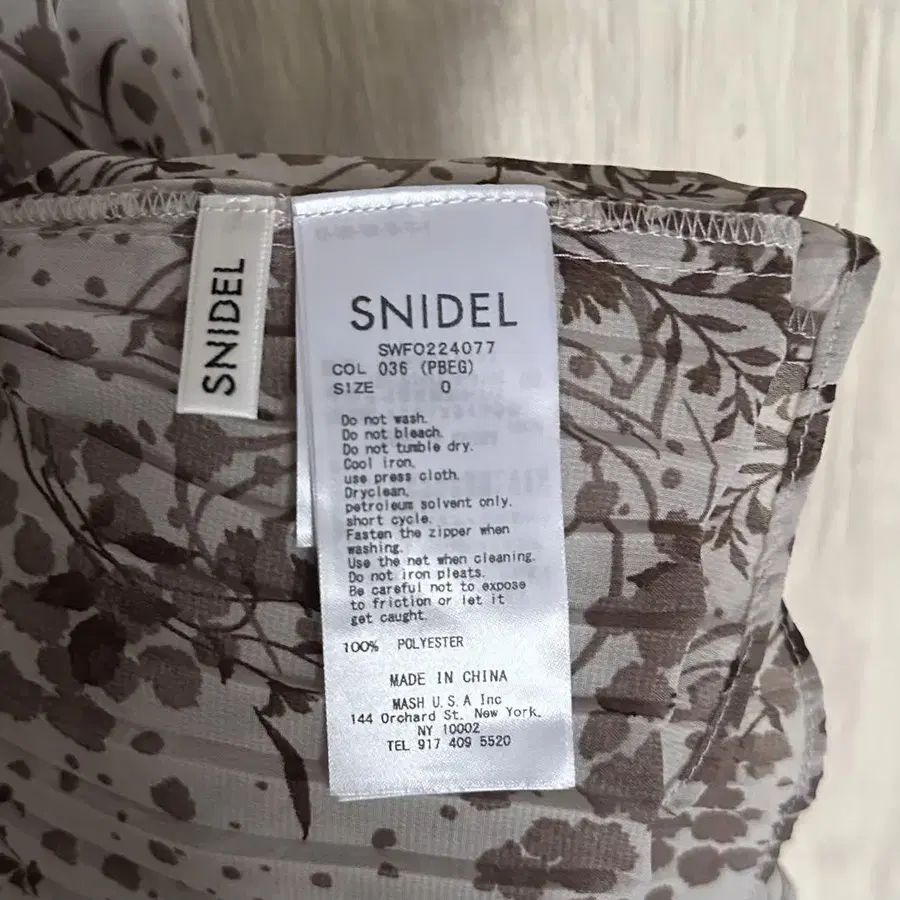 SNIDEL
SNIDEL
SWFO224077
COL 036 (PBEG)
SIZE 0
Do not wash.
Do not bleach.
Do not tumble dry.
Cool iron,
use press cloth.
Dryclean,
petroleum solvent only.
short cycle.
Fasten the zipper when
washing.
Use the net when cleaning.
Do not iron pleats.
Be careful not to expose
to friction or let it
get caught.
100% POLYESTER
MADE IN CHINA
MASH U.S.A Inc
144 Orchard St. New York.
NY 10002
TEL 917 409 5520